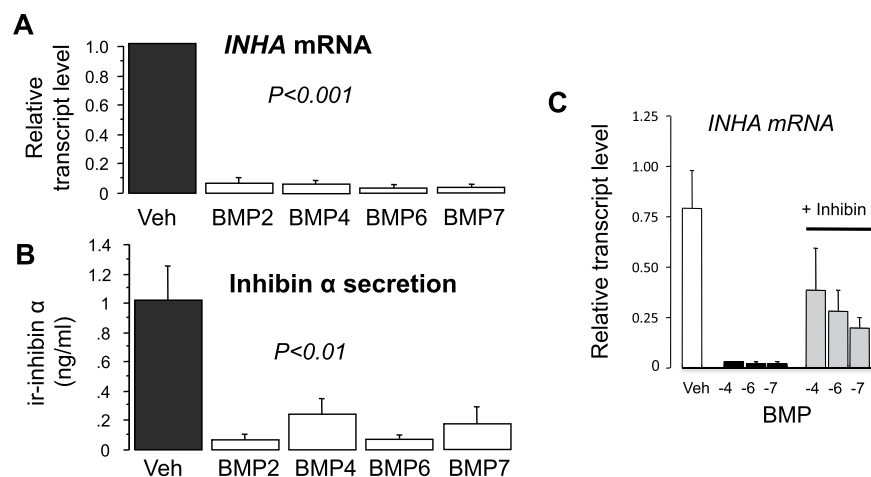 A
INHA mRNA
P<0.001
Relative
transcript level
1.0
0.8
0.6
0.4
0.2
0
Veh BMP2 BMP4 BMP6 BMP7
B
Inhibin α secretion
P<0.01
ir-inhibin α
(ng/ml)
1.4
1.2
1
.8
.6
.4
.2
0
Veh BMP2 BMP4 BMP6 BMP7
C
INHA mRNA
+ Inhibin
Relative transcript level
1.25
1.00
0.75
0.50
0.25
0
Veh -4 -6 -7 -4 -6 -7
BMP